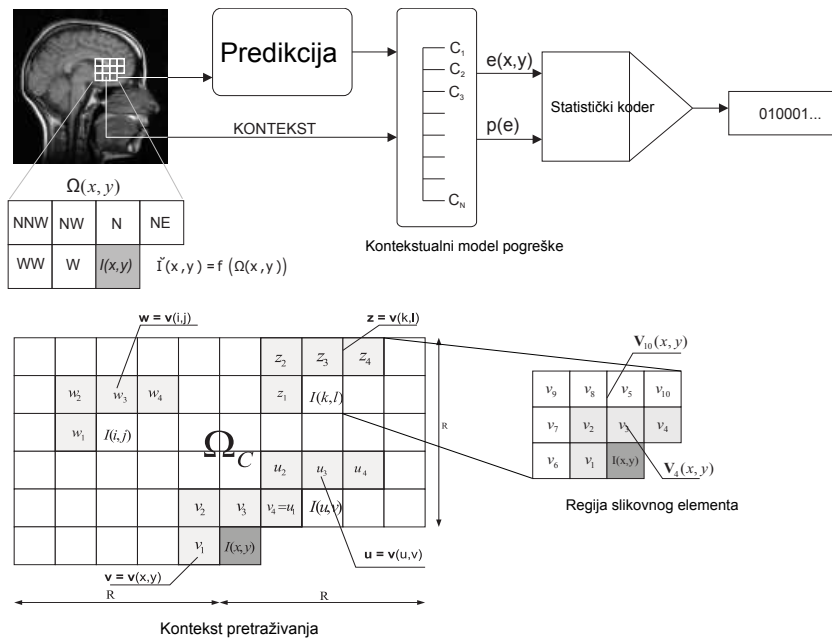 Predikcija
KONTEKST
C₁
C₂
C₃
C_N
e(x,y)
p(e)
Statistički koder
010001...
Kontekstualni model pogreške
Ω(x, y)
NNW NW N NE
WW W I(x,y)
Ǐ(x,y) = f (Ω(x,y))
w = v(i,j)
z = v(k,l)
z₂ z₃ z₄
w₂ w₃ w₄ z₁ I(k,l)
w₁ I(i,j)
Ω_C
u₂ u₃ u₄
v₂ v₃ v₄=u₁ I(u,v)
v₁ I(x,y)
v = v(x,y)
u = v(u,v)
R
R
R
Kontekst pretraživanja
V₁₀(x, y)
v₉ v₈ v₅ v₁₀
v₇ v₂ v₃ v₄
v₆ v₁ I(x,y)
V₄(x, y)
Regija slikovnog elementa